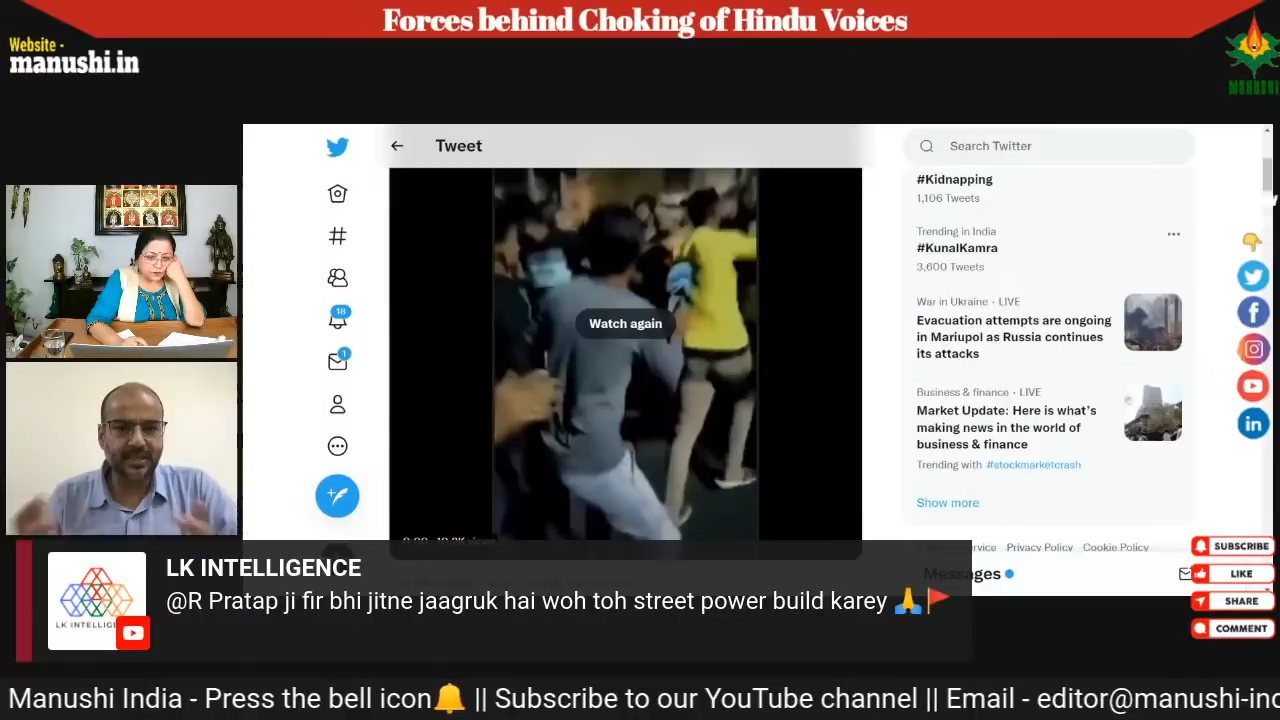 Forces behind Choking of Hindu Voices
Website -
manushi.in
MANUSHI
Tweet
Search Twitter
#Kidnapping
1,106 Tweets
Trending in India
#KunalKamra
3,600 Tweets
War in Ukraine · LIVE
Evacuation attempts are ongoing
in Mariupol as Russia continues
its attacks
Business & finance · LIVE
Market Update: Here is what's
making news in the world of
business & finance
Trending with #stockmarketcrash
Show more
Privacy Policy Cookie Policy
Messages
Watch again
18
1
in
SUBSCRIBE
LIKE
SHARE
COMMENT
LK INTELLIGENCE
@R Pratap ji fir bhi jitne jaagruk hai woh toh street power build karey 🙏🚩
Manushi India - Press the bell icon🔔 || Subscribe to our YouTube channel || Email - editor@manushi-ind